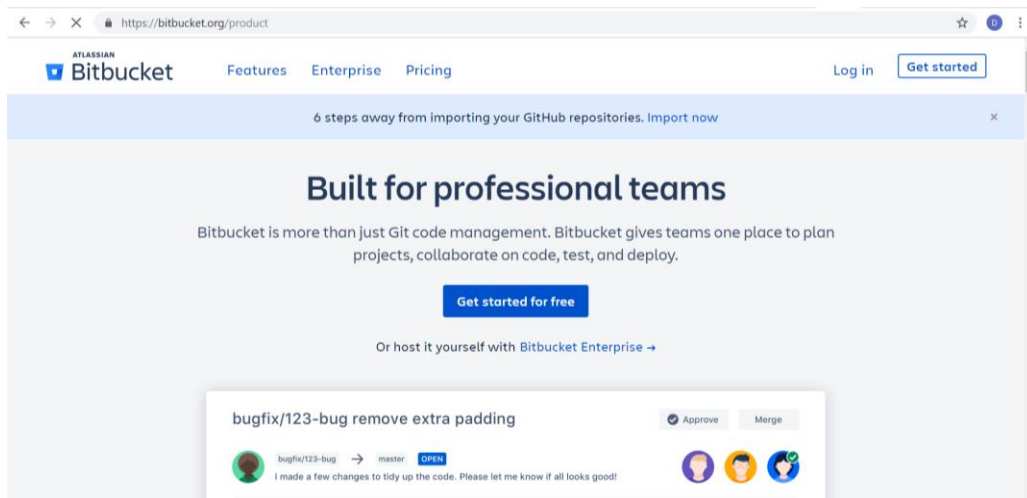 https://bitbucket.org/product
D
ATLASSIAN
Bitbucket
Features Enterprise Pricing Log in Get started
6 steps away from importing your GitHub repositories. Import now ×
Built for professional teams
Bitbucket is more than just Git code management. Bitbucket gives teams one place to plan
projects, collaborate on code, test, and deploy.
Get started for free
Or host it yourself with Bitbucket Enterprise →
bugfix/123-bug remove extra padding Approve Merge
bugfix/123-bug → master OPEN
I made a few changes to tidy up the code. Please let me know if all looks good!